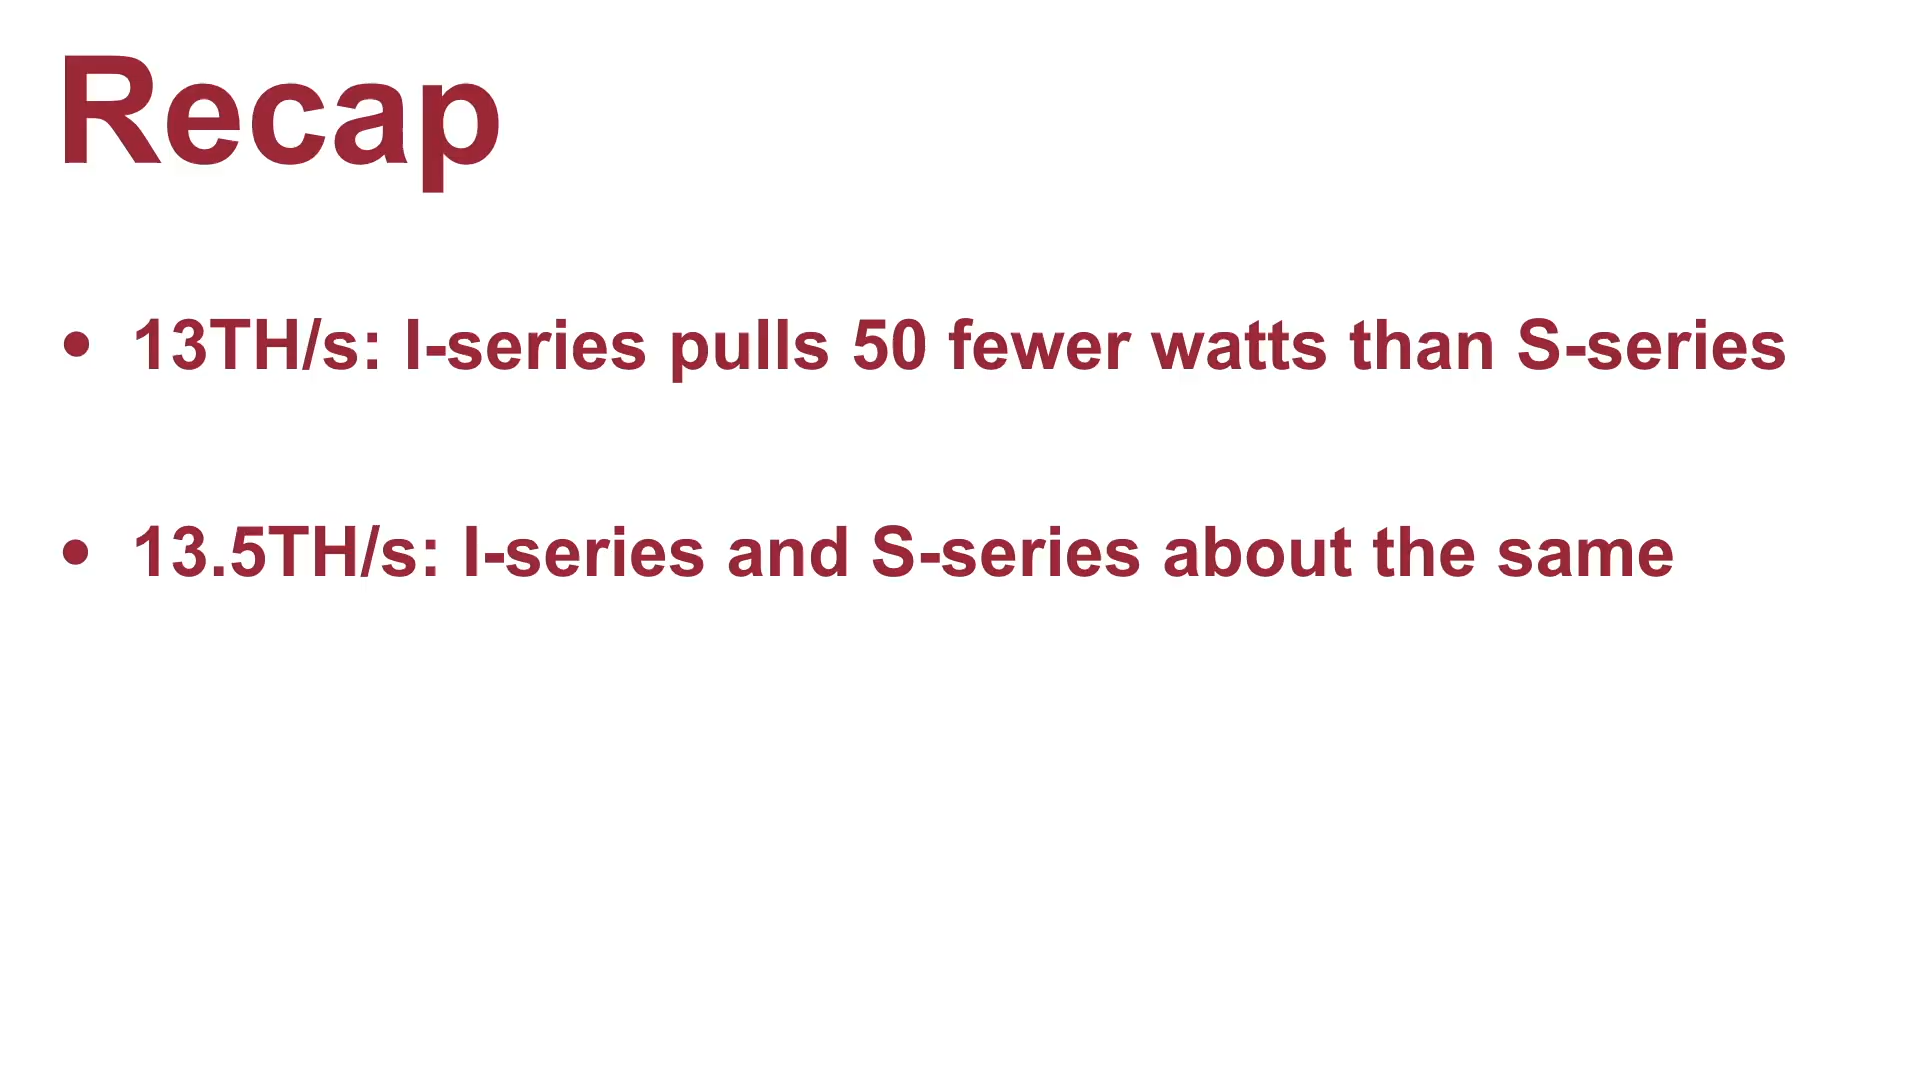 Recap
• 13TH/s: I-series pulls 50 fewer watts than S-series
• 13.5TH/s: I-series and S-series about the same